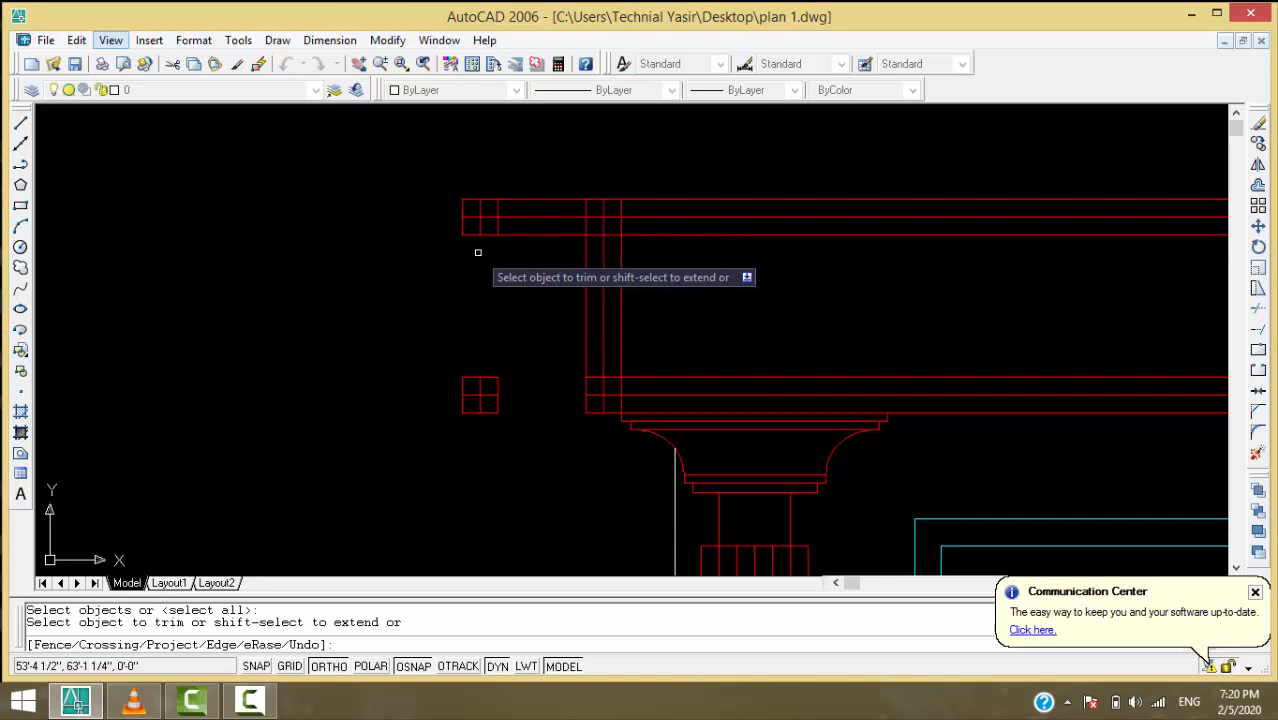 AutoCAD 2006 - [C:\Users\Technial Yasir\Desktop\plan 1.dwg]
File Edit View Insert Format Tools Draw Dimension Modify Window Help
Standard Standard Standard
0 ByLayer ByLayer ByLayer ByColor
Select object to trim or shift-select to extend or
Y
X
A
Model Layout1 Layout2
Select objects or <select all>:
Select object to trim or shift-select to extend or
[Fence/Crossing/Project/Edge/eRase/Undo]:
Communication Center
The easy way to keep you and your software up-to-date.
Click here.
53'-4 1/2", 63'-1 1/4", 0'-0" SNAP GRID ORTHO POLAR OSNAP OTRACK DYN LWT MODEL
ENG
7:20 PM
2/5/2020